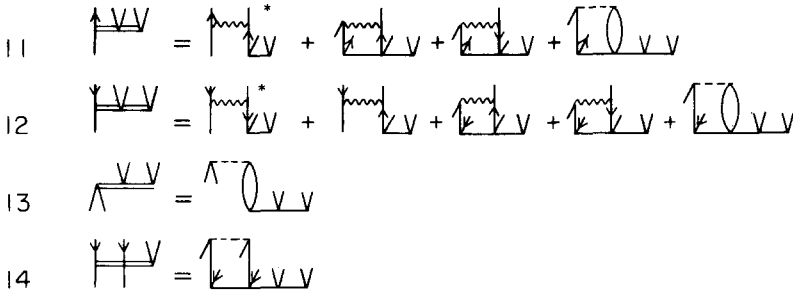 11 = * + + +
12 = * + + + +
13 =
14 =